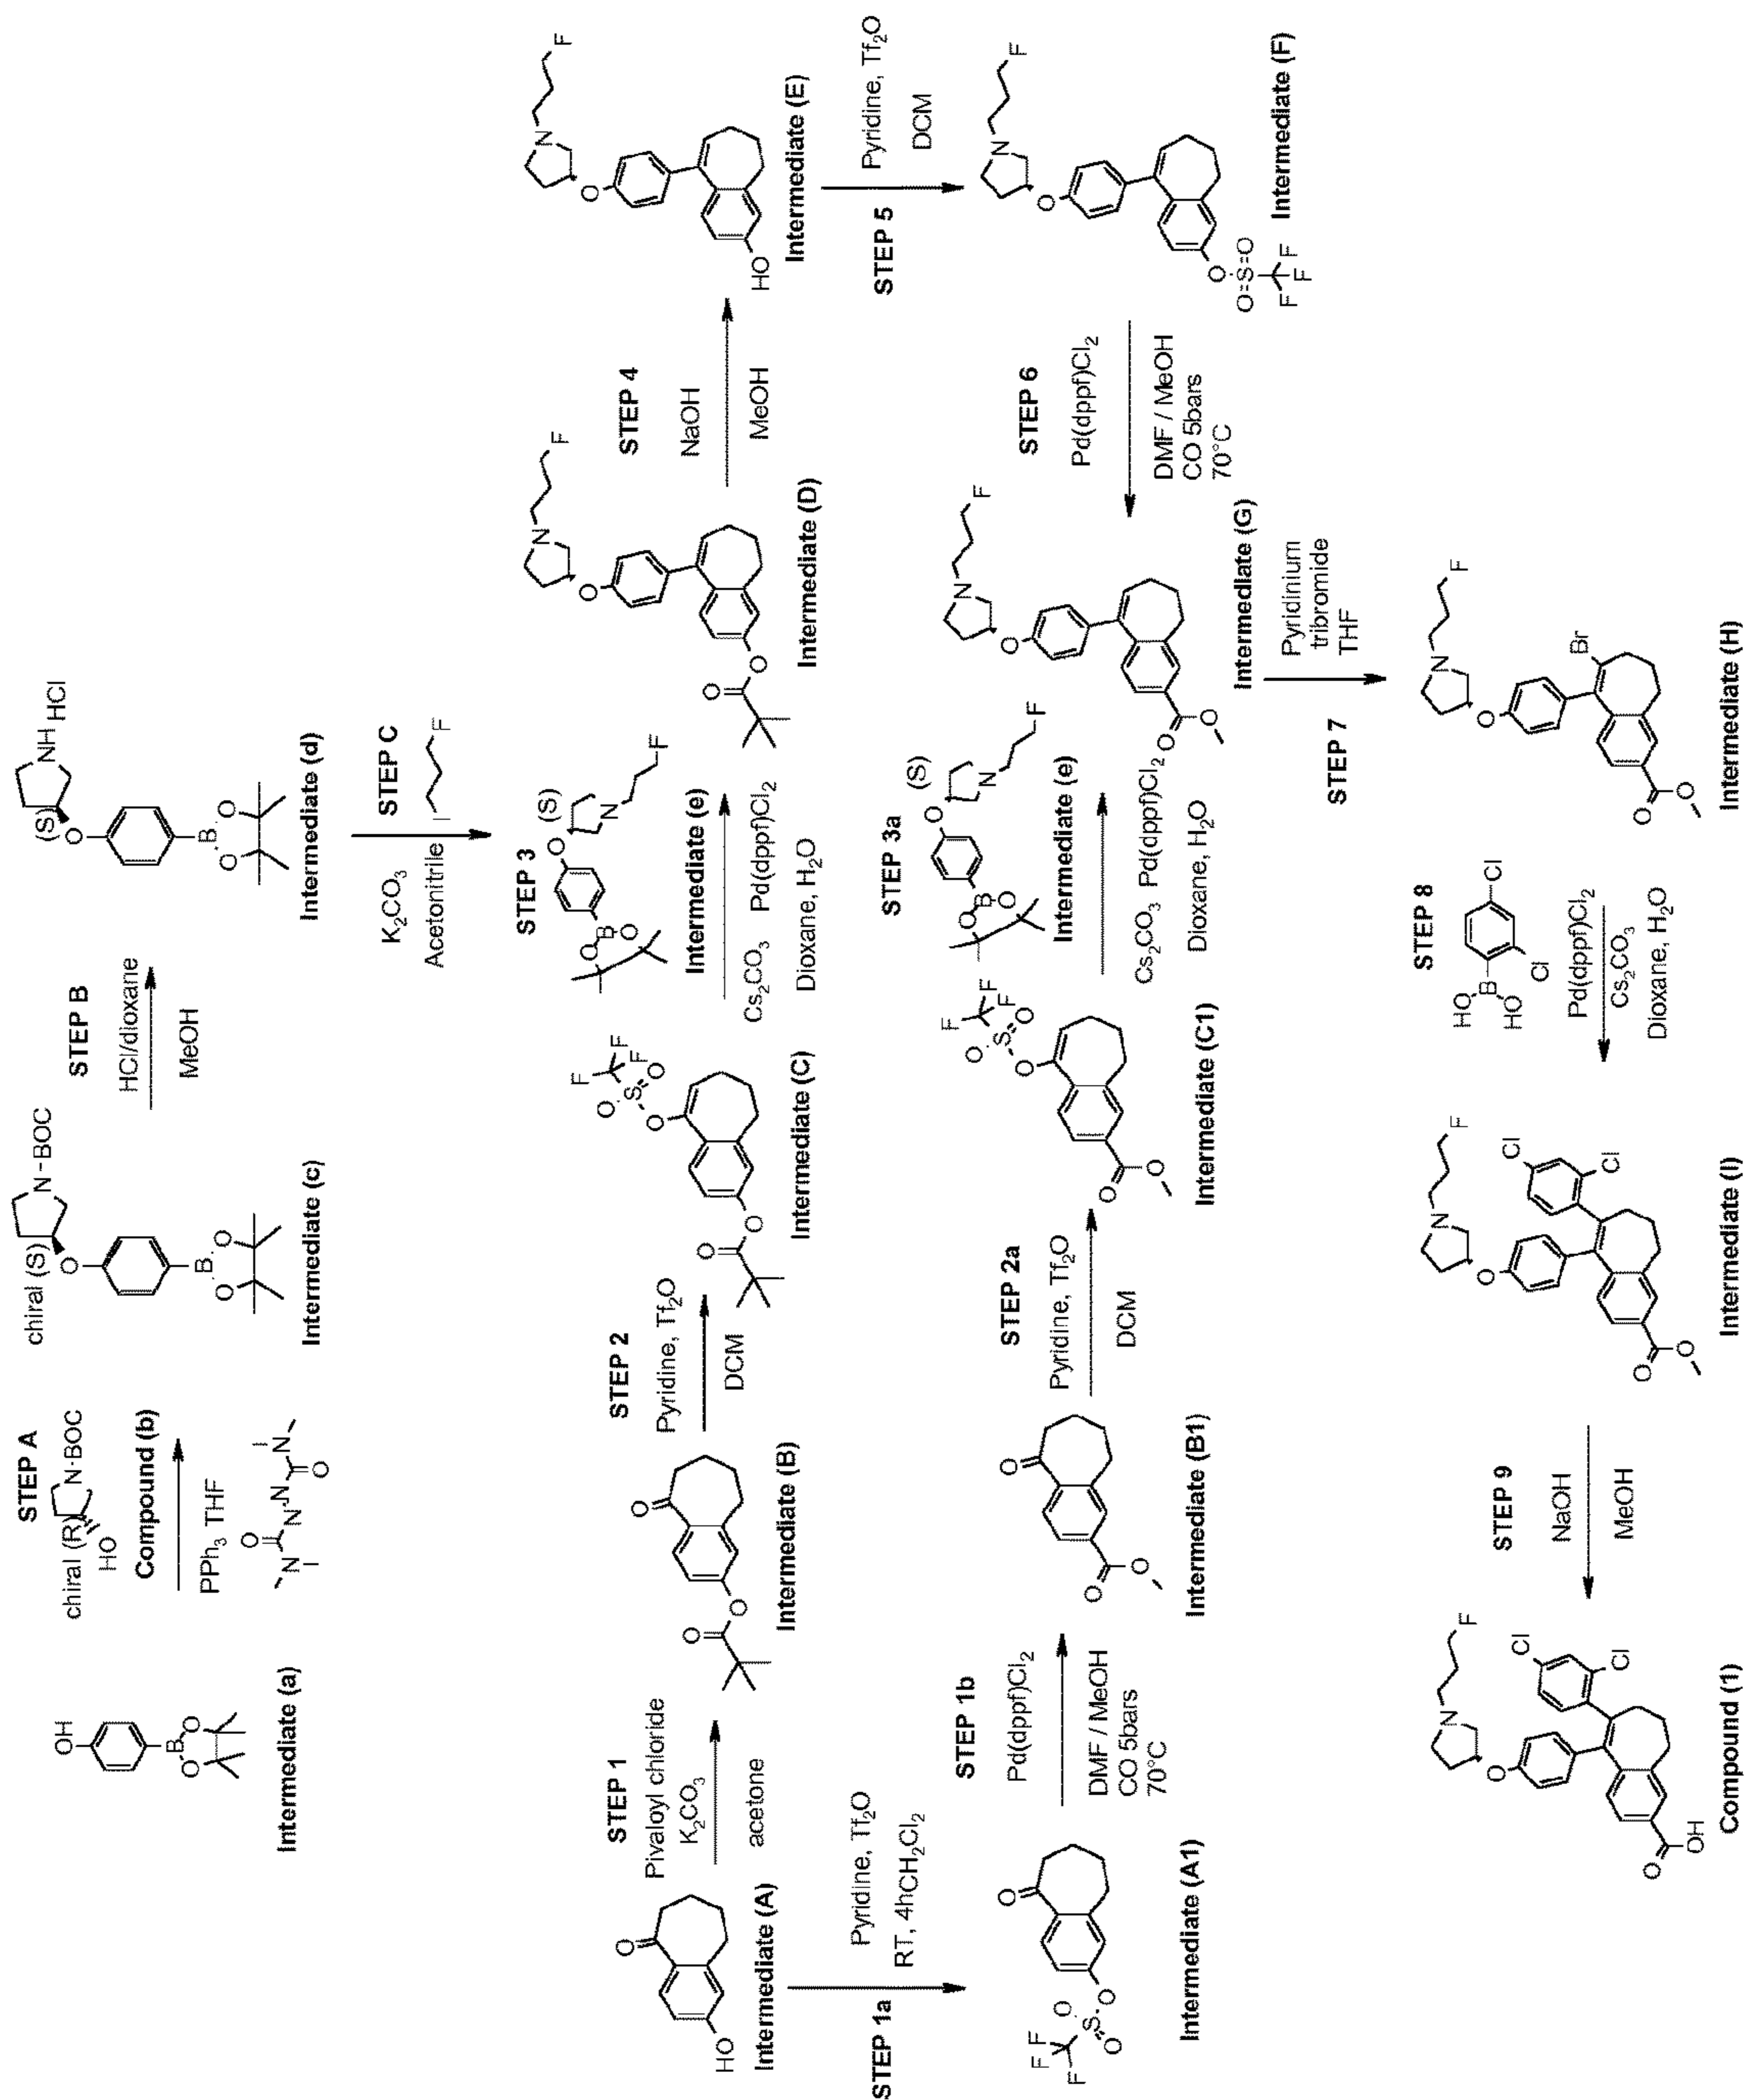 STEP A
chiral (R)
N-BOC
HO
Compound (b)
PPh3 THF
OH
Intermediate (a)
chiral (S)
N-BOC
Intermediate (c)
STEP B
HCl/dioxane
MeOH
(S)
NH
HCl
Intermediate (d)
STEP C
K2CO3
Acetonitrile
STEP 1
Pivaloyl chloride
K2CO3
acetone
Intermediate (A)
Intermediate (B)
STEP 2
Pyridine, Tf2O
DCM
Intermediate (C)
STEP 3
(S)
Intermediate (e)
Cs2CO3 Pd(dppf)Cl2
Dioxane, H2O
Intermediate (D)
STEP 4
NaOH
MeOH
Intermediate (E)
STEP 5
Pyridine, Tf2O
DCM
Intermediate (F)
STEP 1a
Pyridine, Tf2O
RT, 4hCH2Cl2
Intermediate (A1)
STEP 1b
Pd(dppf)Cl2
DMF / MeOH
CO 5bars
70°C
Intermediate (B1)
STEP 2a
Pyridine, Tf2O
DCM
Intermediate (C1)
STEP 3a
(S)
Intermediate (e)
Cs2CO3 Pd(dppf)Cl2
Dioxane, H2O
Intermediate (G)
STEP 6
Pd(dppf)Cl2
DMF / MeOH
CO 5bars
70°C
STEP 7
Pyridinium
tribromide
THF
Br
Intermediate (H)
STEP 8
Pd(dppf)Cl2
Cs2CO3
Dioxane, H2O
Intermediate (I)
STEP 9
NaOH
MeOH
Compound (1)